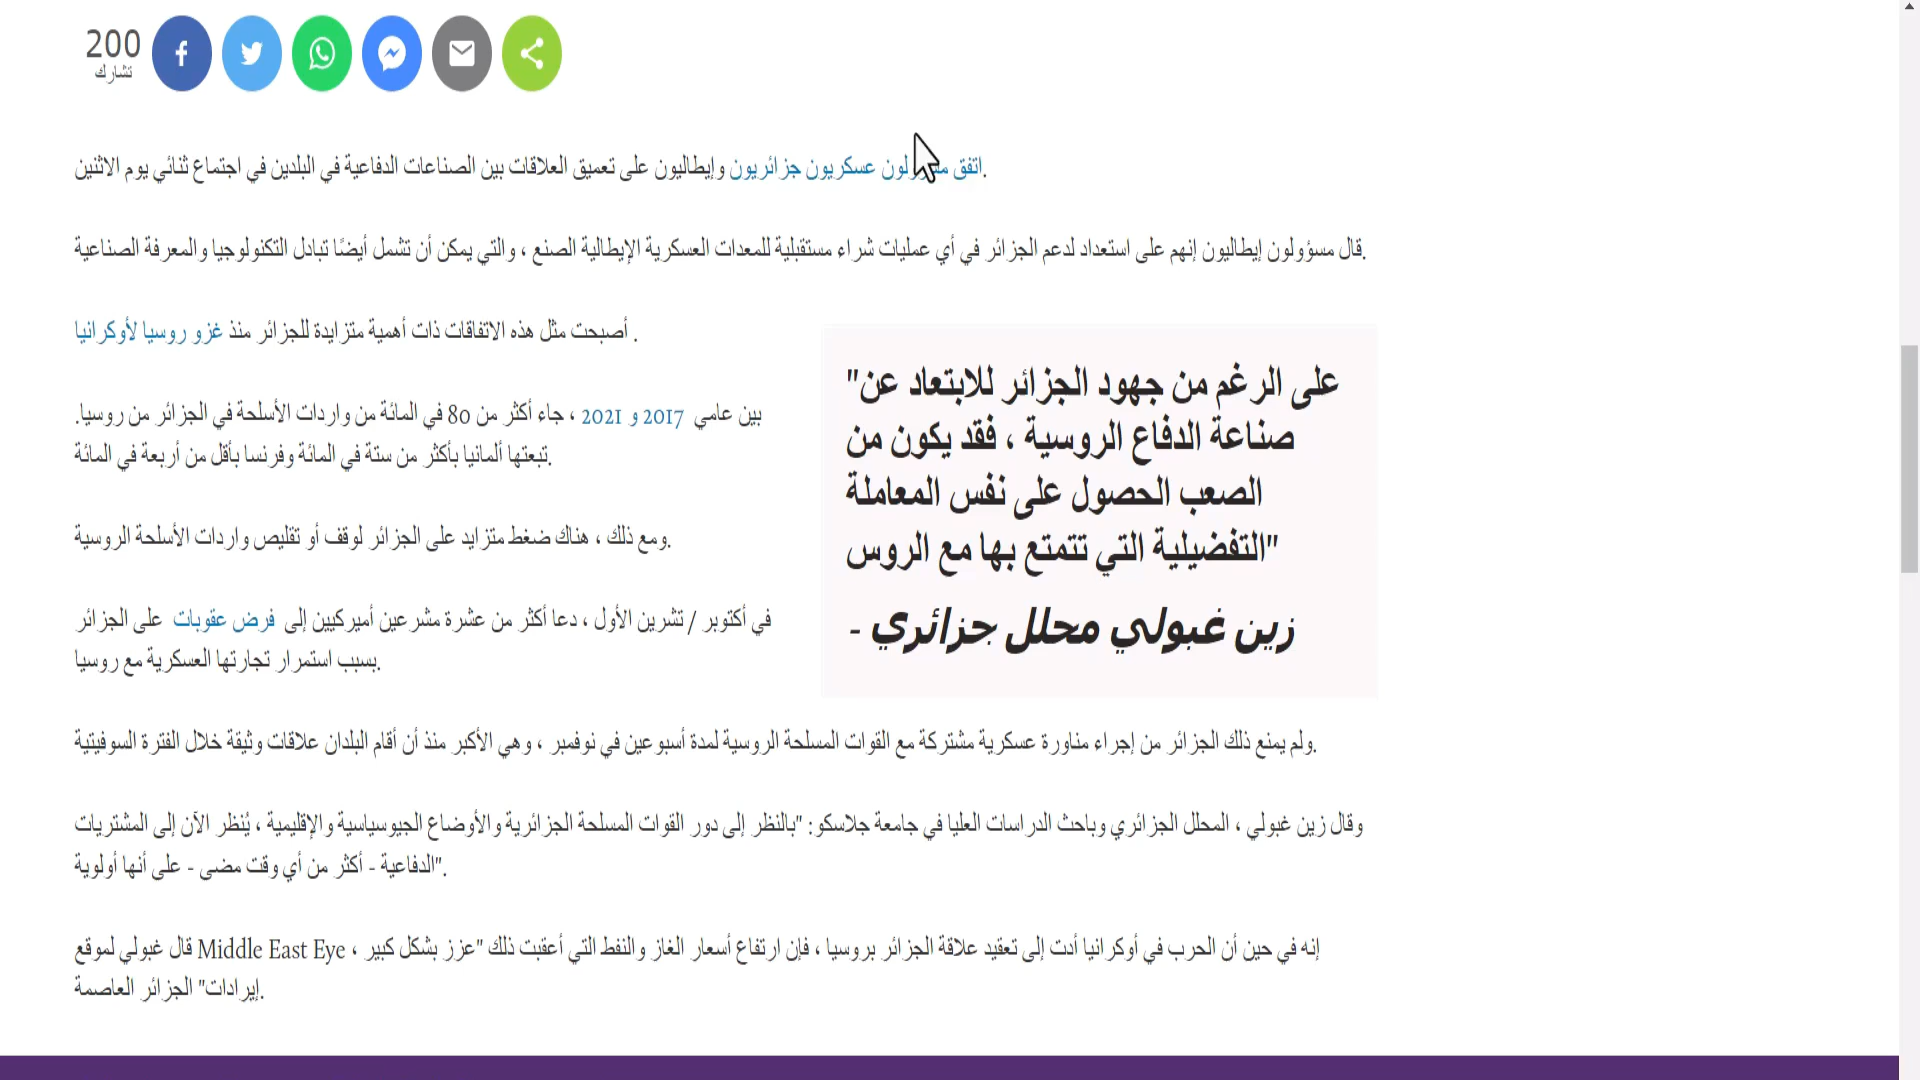 200
تشارك
اتفق مسؤولون عسكريون جزائريون وإيطاليون على تعميق العلاقات بين الصناعات الدفاعية في البلدين في اجتماع ثنائي يوم الاثنين.
قال مسؤولون إيطاليون إنهم على استعداد لدعم الجزائر في أي عمليات شراء مستقبلية للمعدات العسكرية الإيطالية الصنع ، والتي يمكن أن تشمل أيضًا تبادل التكنولوجيا والمعرفة الصناعية.
أصبحت مثل هذه الاتفاقات ذات أهمية متزايدة للجزائر منذ غزو روسيا لأوكرانيا .
بين عامي 2017 و 2021 ، جاء أكثر من 80 في المائة من واردات الأسلحة في الجزائر من روسيا.
تبعتها ألمانيا بأكثر من ستة في المائة وفرنسا بأقل من أربعة في المائة.
ومع ذلك ، هناك ضغط متزايد على الجزائر لوقف أو تقليص واردات الأسلحة الروسية.
في أكتوبر / تشرين الأول ، دعا أكثر من عشرة مشرعين أميركيين إلى فرض عقوبات على الجزائر
بسبب استمرار تجارتها العسكرية مع روسيا.
"على الرغم من جهود الجزائر للابتعاد عن
صناعة الدفاع الروسية ، فقد يكون من
الصعب الحصول على نفس المعاملة
التفضيلية التي تتمتع بها مع الروس"
- زين غبولي محلل جزائري
ولم يمنع ذلك الجزائر من إجراء مناورة عسكرية مشتركة مع القوات المسلحة الروسية لمدة أسبوعين في نوفمبر ، وهي الأكبر منذ أن أقام البلدان علاقات وثيقة خلال الفترة السوفيتية.
وقال زين غبولي ، المحلل الجزائري وباحث الدراسات العليا في جامعة جلاسكو: "بالنظر إلى دور القوات المسلحة الجزائرية والأوضاع الجيوسياسية والإقليمية ، يُنظر الآن إلى المشتريات
الدفاعية - أكثر من أي وقت مضى - على أنها أولوية".
قال غبولي لموقع Middle East Eye ، إنه في حين أن الحرب في أوكرانيا أدت إلى تعقيد علاقة الجزائر بروسيا ، فإن ارتفاع أسعار الغاز والنفط التي أعقبت ذلك "عزز بشكل كبير
إيرادات" الجزائر العاصمة.